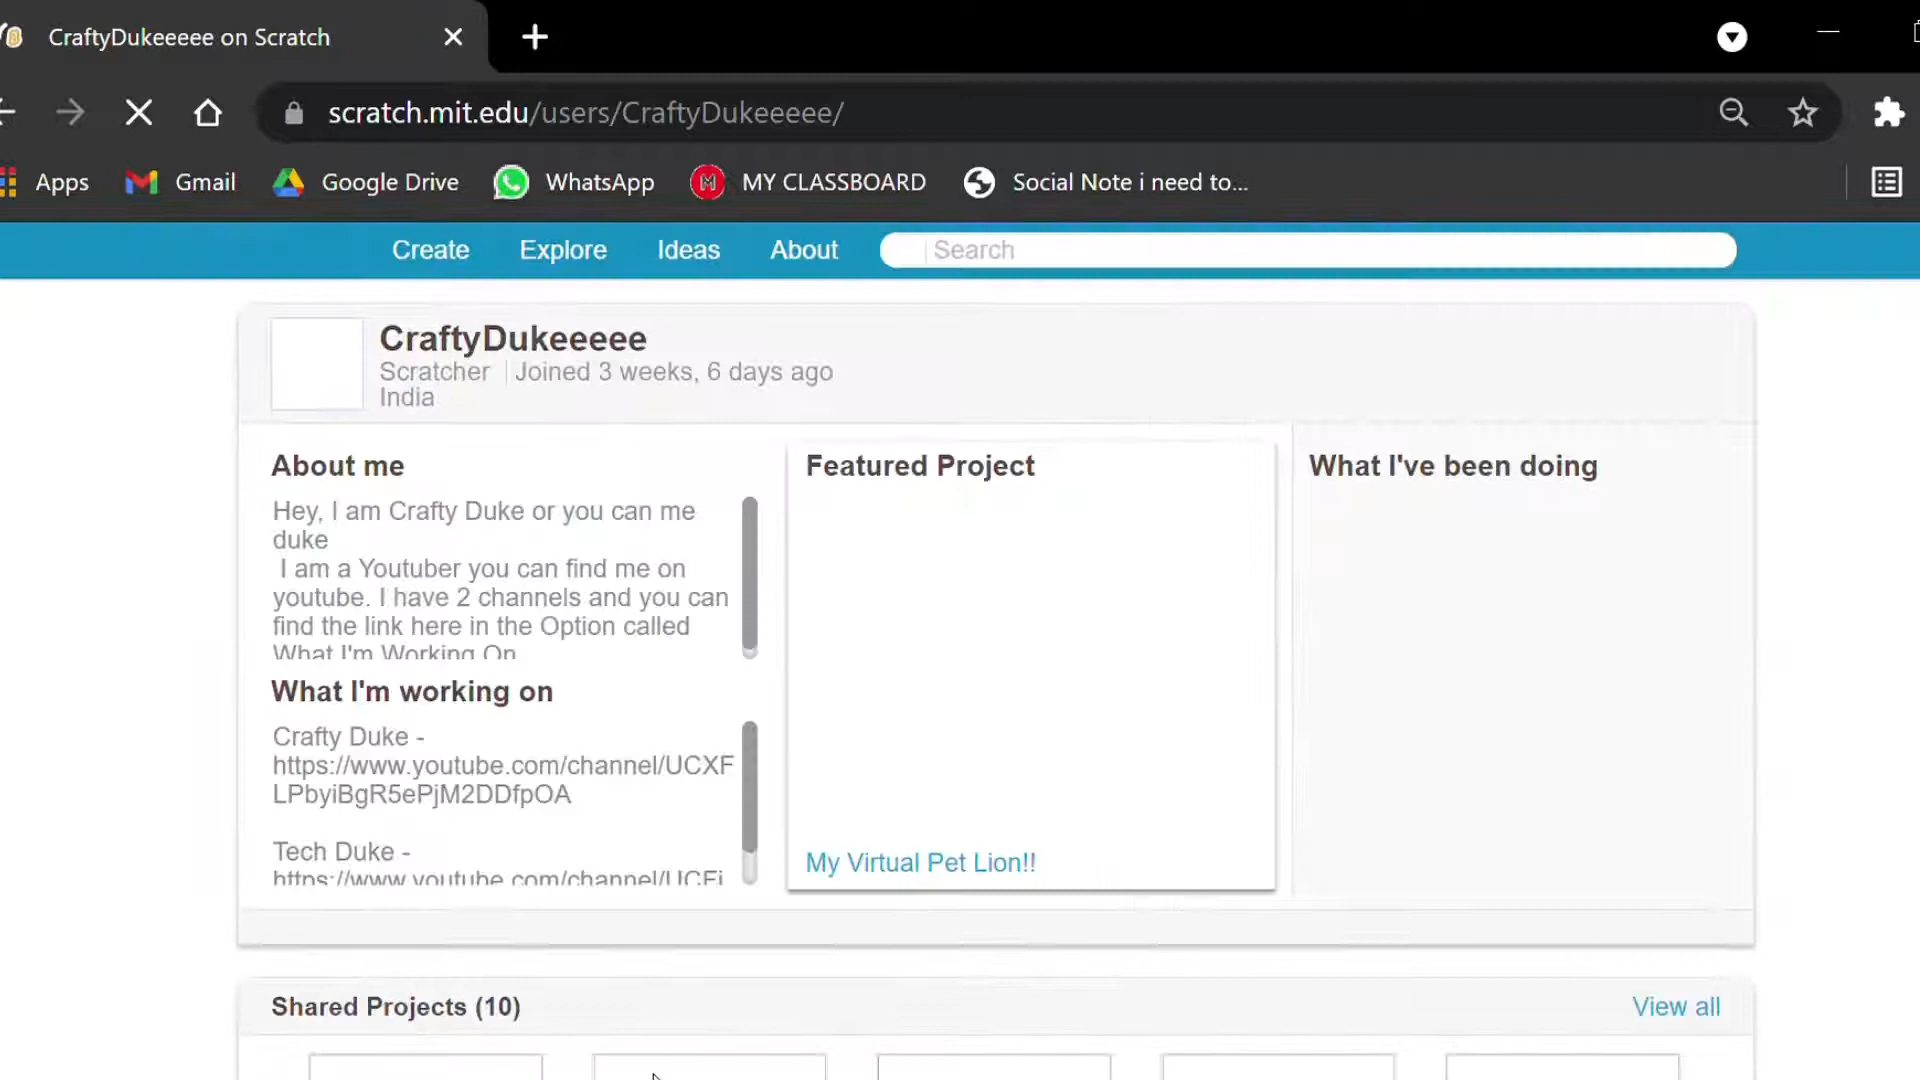 CraftyDukeeeee on Scratch
scratch.mit.edu/users/CraftyDukeeeee/
Apps Gmail Google Drive WhatsApp MY CLASSBOARD Social Note i need to...
Create Explore Ideas About Search
CraftyDukeeeee
Scratcher Joined 3 weeks, 6 days ago
India
About me
Hey, I am Crafty Duke or you can me
duke
I am a Youtuber you can find me on
youtube. I have 2 channels and you can
find the link here in the Option called
What I'm Working On
What I'm working on
Crafty Duke -
https://www.youtube.com/channel/UCXF
LPbyiBgR5ePjM2DDfpOA
Tech Duke -
Featured Project
My Virtual Pet Lion!!
What I've been doing
Shared Projects (10)
View all